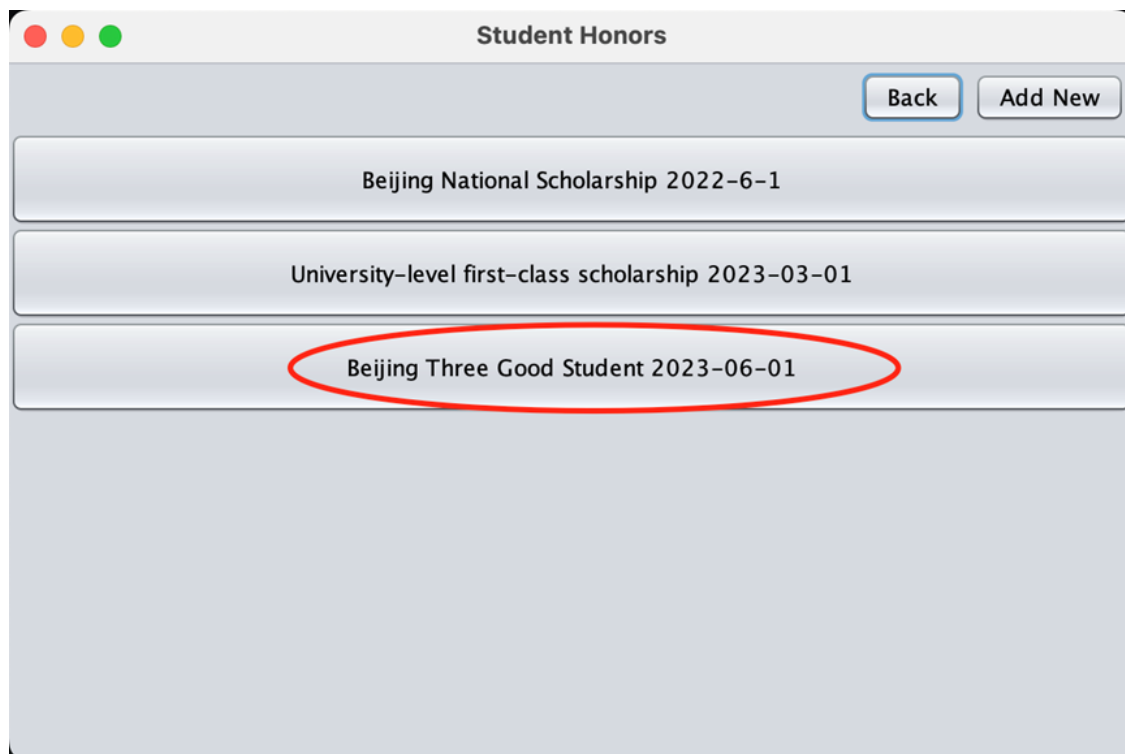 Student Honors
Back Add New
Beijing National Scholarship 2022-6-1
University-level first-class scholarship 2023-03-01
Beijing Three Good Student 2023-06-01